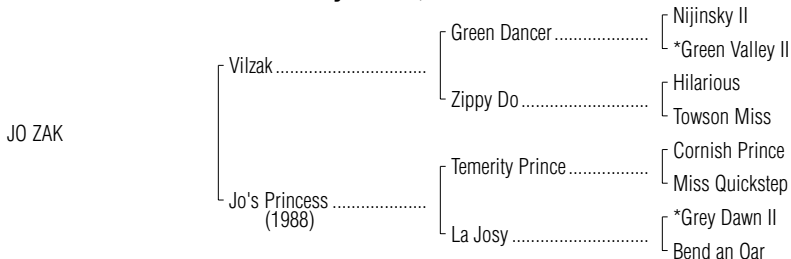 Nijinsky II
Green Dancer....................
*Green Valley II
Vilzak................................
Hilarious
Zippy Do...........................
Towson Miss
JO ZAK
Cornish Prince
Temerity Prince.................
Miss Quickstep
Jo's Princess ....................
(1988)
*Grey Dawn II
La Josy .............................
Bend an Oar